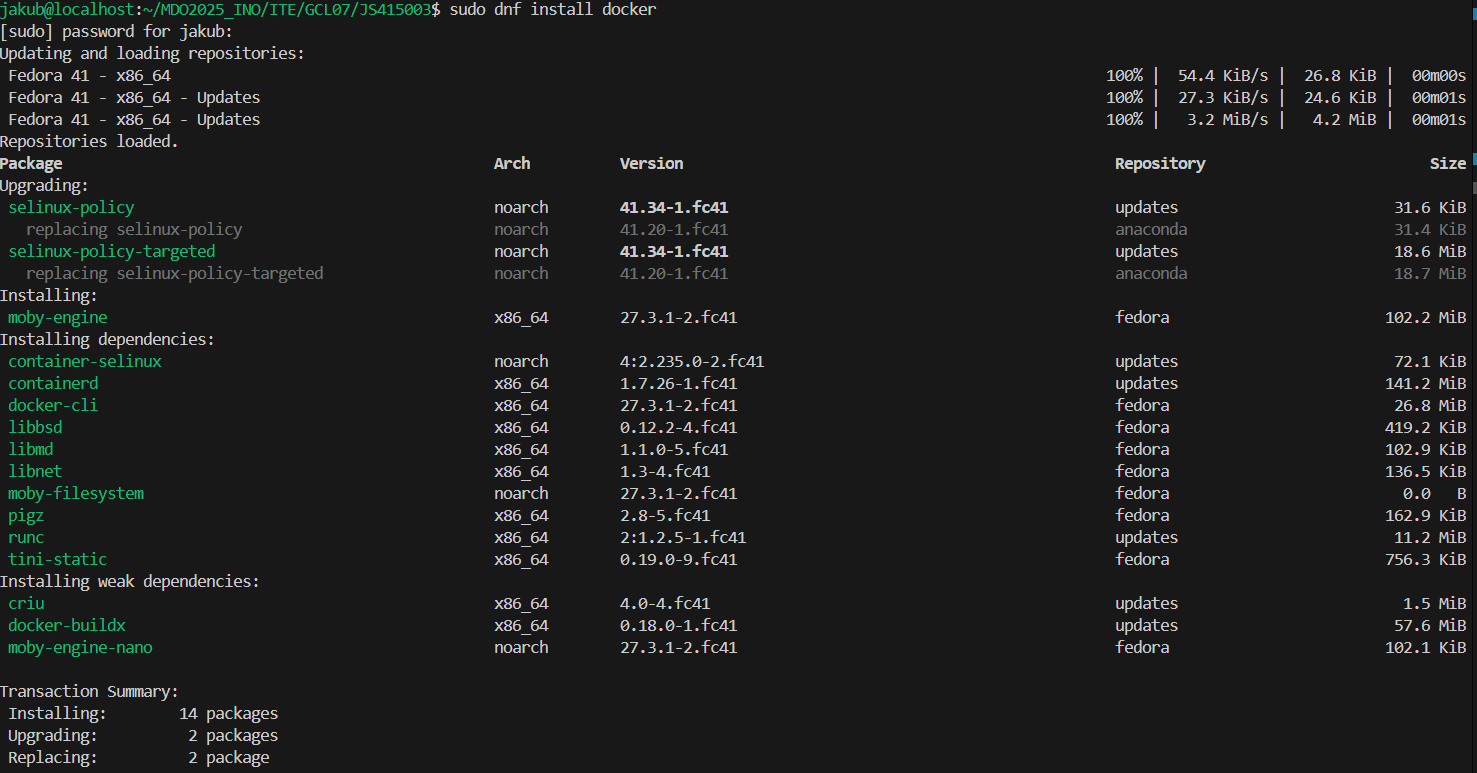 jakub@localhost:~/MDO2025_INO/ITE/GCL07/JS415003$ sudo dnf install docker
[sudo] password for jakub:
Updating and loading repositories:
Fedora 41 - x86_64 100% | 54.4 KiB/s | 26.8 KiB | 00m00s
Fedora 41 - x86_64 - Updates 100% | 27.3 KiB/s | 24.6 KiB | 00m01s
Fedora 41 - x86_64 - Updates 100% | 3.2 MiB/s | 4.2 MiB | 00m01s
Repositories loaded.
Package Arch Version Repository Size
Upgrading:
selinux-policy noarch 41.34-1.fc41 updates 31.6 KiB
replacing selinux-policy noarch 41.20-1.fc41 anaconda 31.4 KiB
selinux-policy-targeted noarch 41.34-1.fc41 updates 18.6 MiB
replacing selinux-policy-targeted noarch 41.20-1.fc41 anaconda 18.7 MiB
Installing:
moby-engine x86_64 27.3.1-2.fc41 fedora 102.2 MiB
Installing dependencies:
container-selinux noarch 4:2.235.0-2.fc41 updates 72.1 KiB
containerd x86_64 1.7.26-1.fc41 updates 141.2 MiB
docker-cli x86_64 27.3.1-2.fc41 fedora 26.8 MiB
libbsd x86_64 0.12.2-4.fc41 fedora 419.2 KiB
libmd x86_64 1.1.0-5.fc41 fedora 102.9 KiB
libnet x86_64 1.3-4.fc41 fedora 136.5 KiB
moby-filesystem noarch 27.3.1-2.fc41 fedora 0.0 B
pigz x86_64 2.8-5.fc41 fedora 162.9 KiB
runc x86_64 2:1.2.5-1.fc41 updates 11.2 MiB
tini-static x86_64 0.19.0-9.fc41 fedora 756.3 KiB
Installing weak dependencies:
criu x86_64 4.0-4.fc41 updates 1.5 MiB
docker-buildx x86_64 0.18.0-1.fc41 updates 57.6 MiB
moby-engine-nano noarch 27.3.1-2.fc41 fedora 102.1 KiB
Transaction Summary:
Installing: 14 packages
Upgrading: 2 packages
Replacing: 2 package